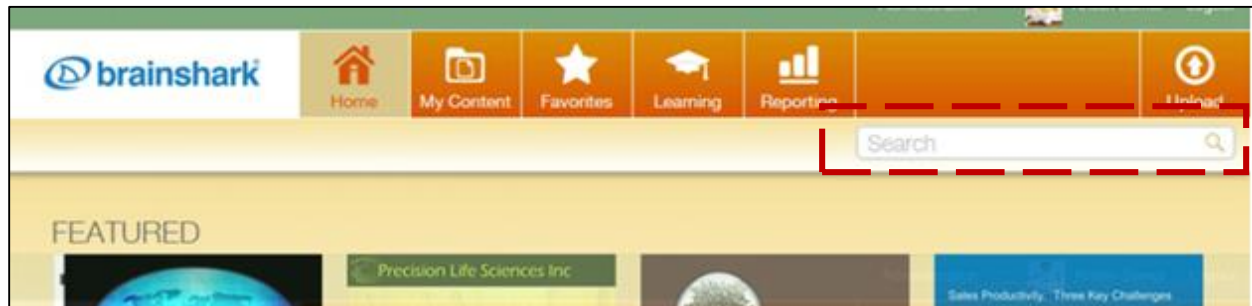 brainshark
Home
My Content
Favorites
Learning
Reporting
Upload
Search
FEATURED
Precision Life Sciences Inc
Sales Productivity, Three Key Challenges